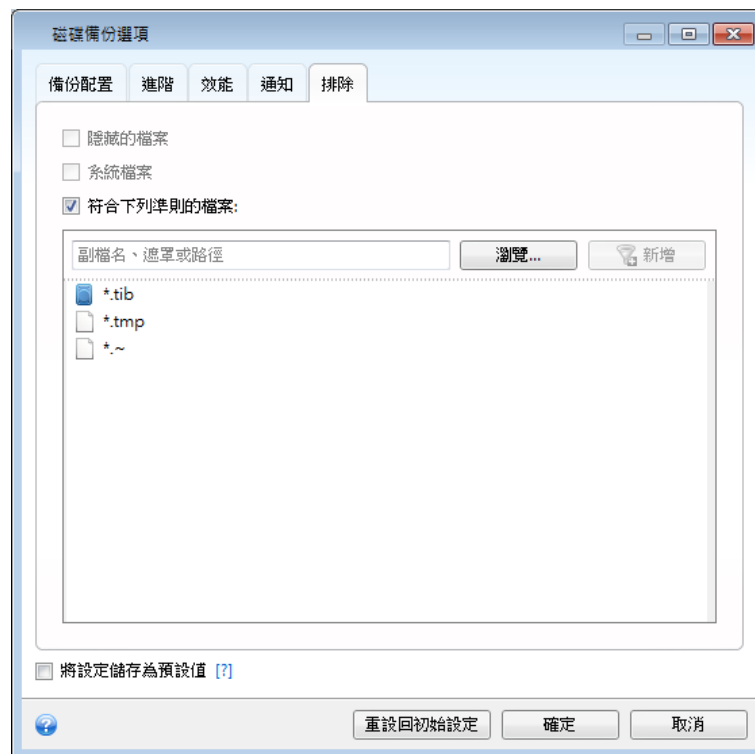 磁碟備份選項
備份配置 進階 效能 通知 排除
隱藏的檔案
系統檔案
符合下列準則的檔案:
副檔名、遮罩或路徑 瀏覽... 新增
*.tib
*.tmp
*.~
將設定儲存為預設值 [?]
重設回初始設定 確定 取消